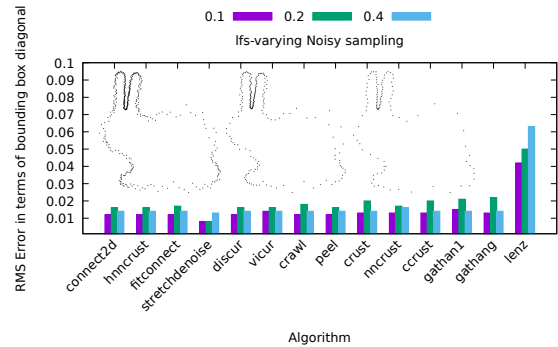 0.1 0.2 0.4
lfs-varying Noisy sampling
RMS Error in terms of bounding box diagonal
0.1
0.09
0.08
0.07
0.06
0.05
0.04
0.03
0.02
0.01
connect2d
hnncrust
fitconnect
stretchdenoise
discur
vicur
crawl
peel
crust
nncrust
ccrust
gathan1
gathang
lenz
Algorithm